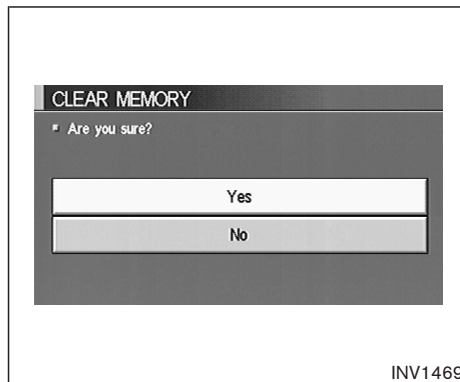 CLEAR MEMORY
Are you sure?
Yes
No
INV1469